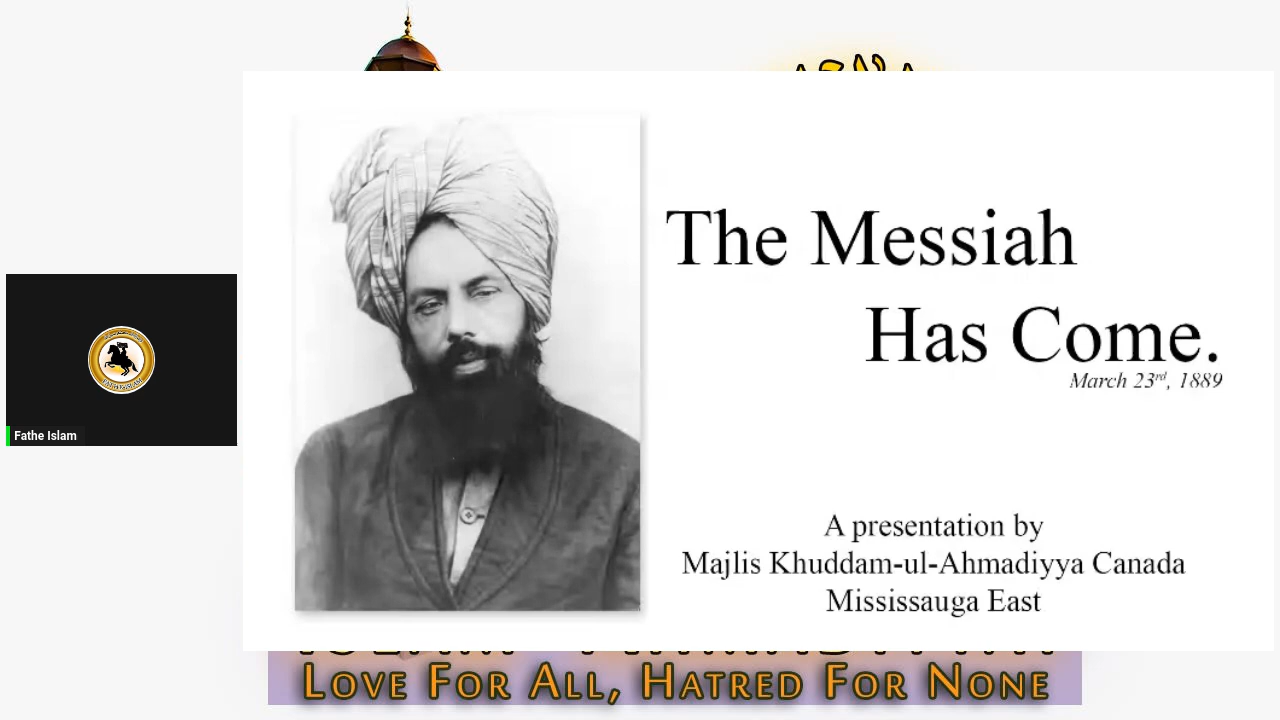 The Messiah
Has Come.
March 23rd, 1889
A presentation by
Majlis Khuddam-ul-Ahmadiyya Canada
Mississauga East
Fathe Islam
Love For All, Hatred For None